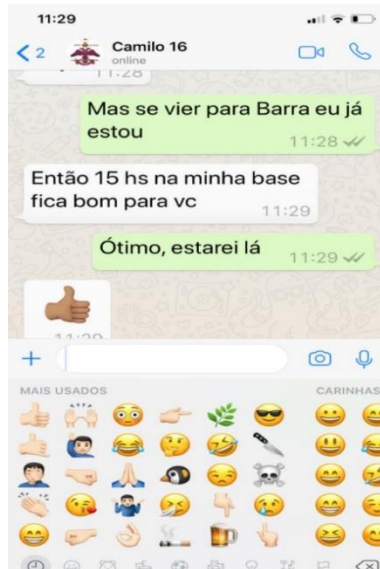 11:29
2
Camilo 16
online
11:28
Mas se vier para Barra eu já
estou
11:28
Então 15 hs na minha base
fica bom para vc
11:29
Ótimo, estarei lá
11:29
11:29
MAIS USADOS
CARINHAS